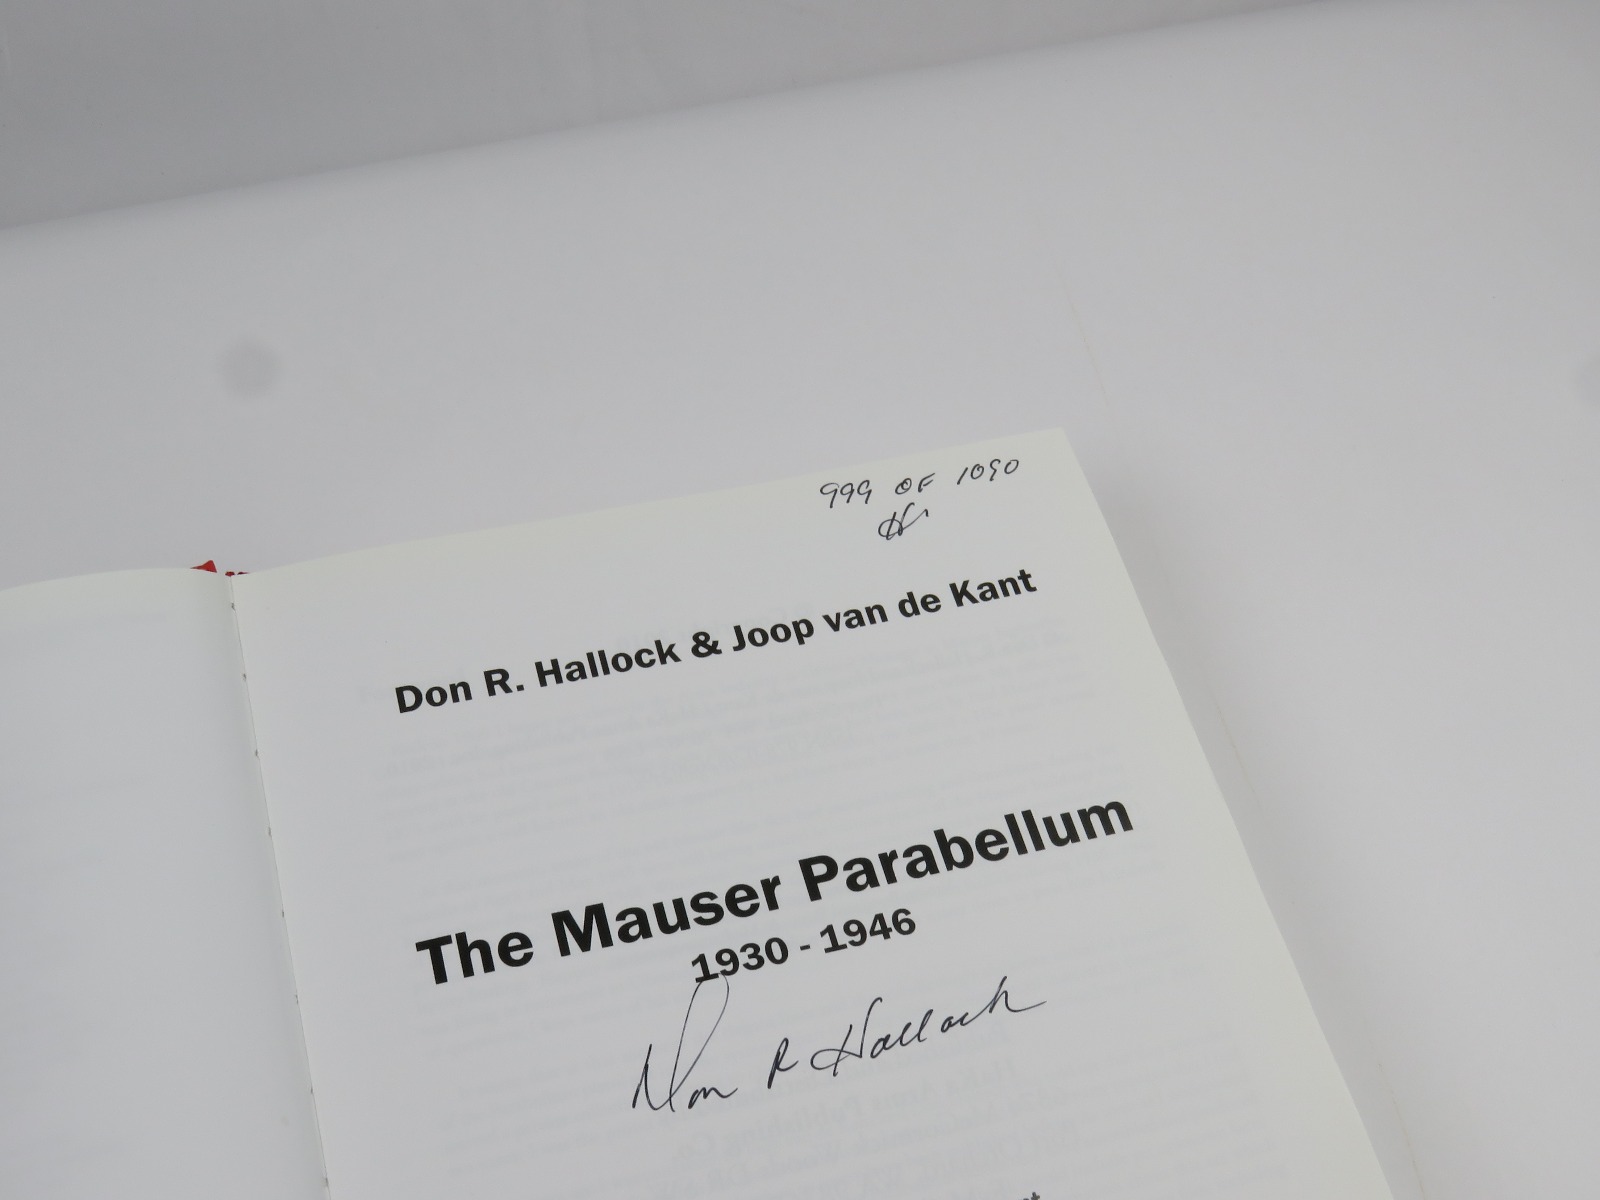 999 OF 1090
Don R. Hallock & Joop van de Kant
The Mauser Parabellum
1930 - 1946
Don R Hallock